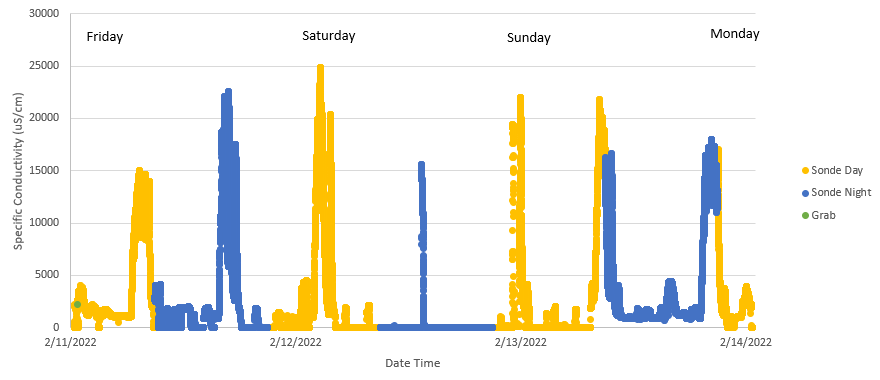 30000
Friday
Saturday
Sunday
Monday
25000
20000
15000
10000
5000
0
Specific Conductivity (uS/cm)
Sonde Day
Sonde Night
Grab
2/11/2022
2/12/2022
2/13/2022
2/14/2022
Date Time